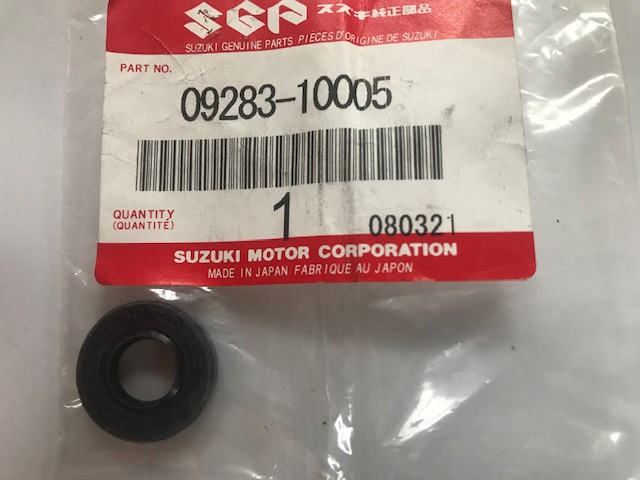 SGP スズキ純正部品
SUZUKI GENUINE PARTS PIECES D'ORIGINE DE SUZUKI
PART NO.
09283-10005
QUANTITY
(QUANTITÉ)
1
080321
SUZUKI MOTOR CORPORATION
MADE IN JAPAN FABRIQUE AU JAPON